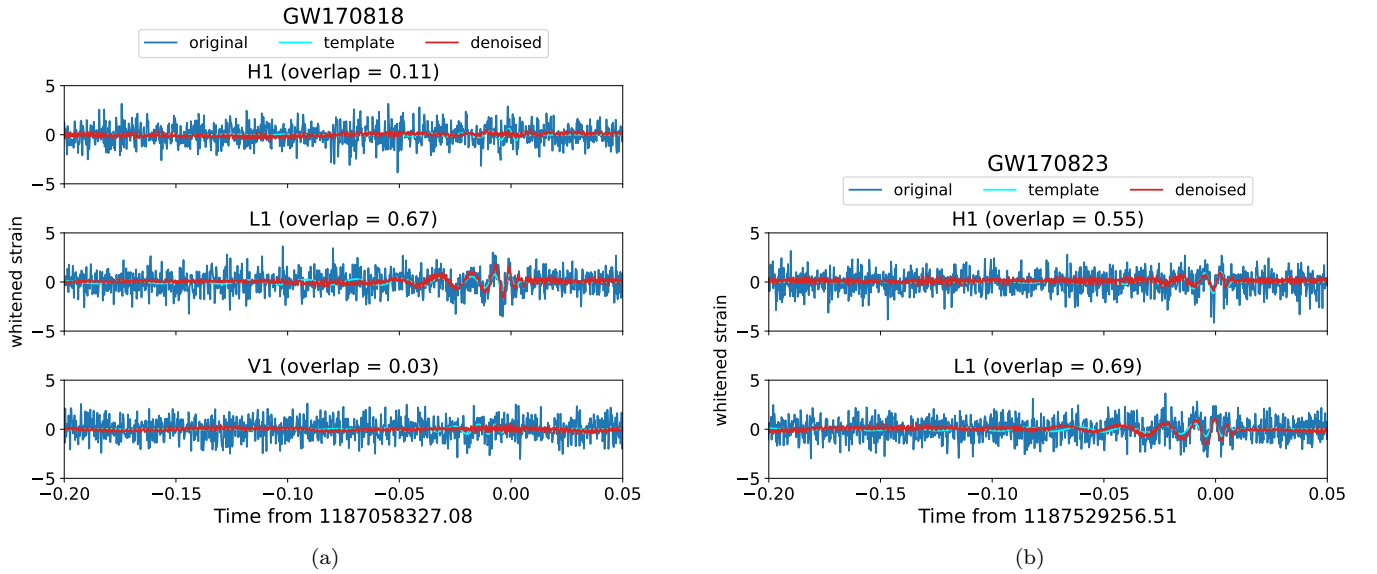 GW170818
original template denoised
H1 (overlap = 0.11)
5
0
−5
L1 (overlap = 0.67)
5
0
−5
V1 (overlap = 0.03)
5
0
−5
whitened strain
−0.20 −0.15 −0.10 −0.05 0.00 0.05
Time from 1187058327.08
(a)
GW170823
original template denoised
H1 (overlap = 0.55)
5
0
−5
L1 (overlap = 0.69)
5
0
−5
whitened strain
−0.20 −0.15 −0.10 −0.05 0.00 0.05
Time from 1187529256.51
(b)